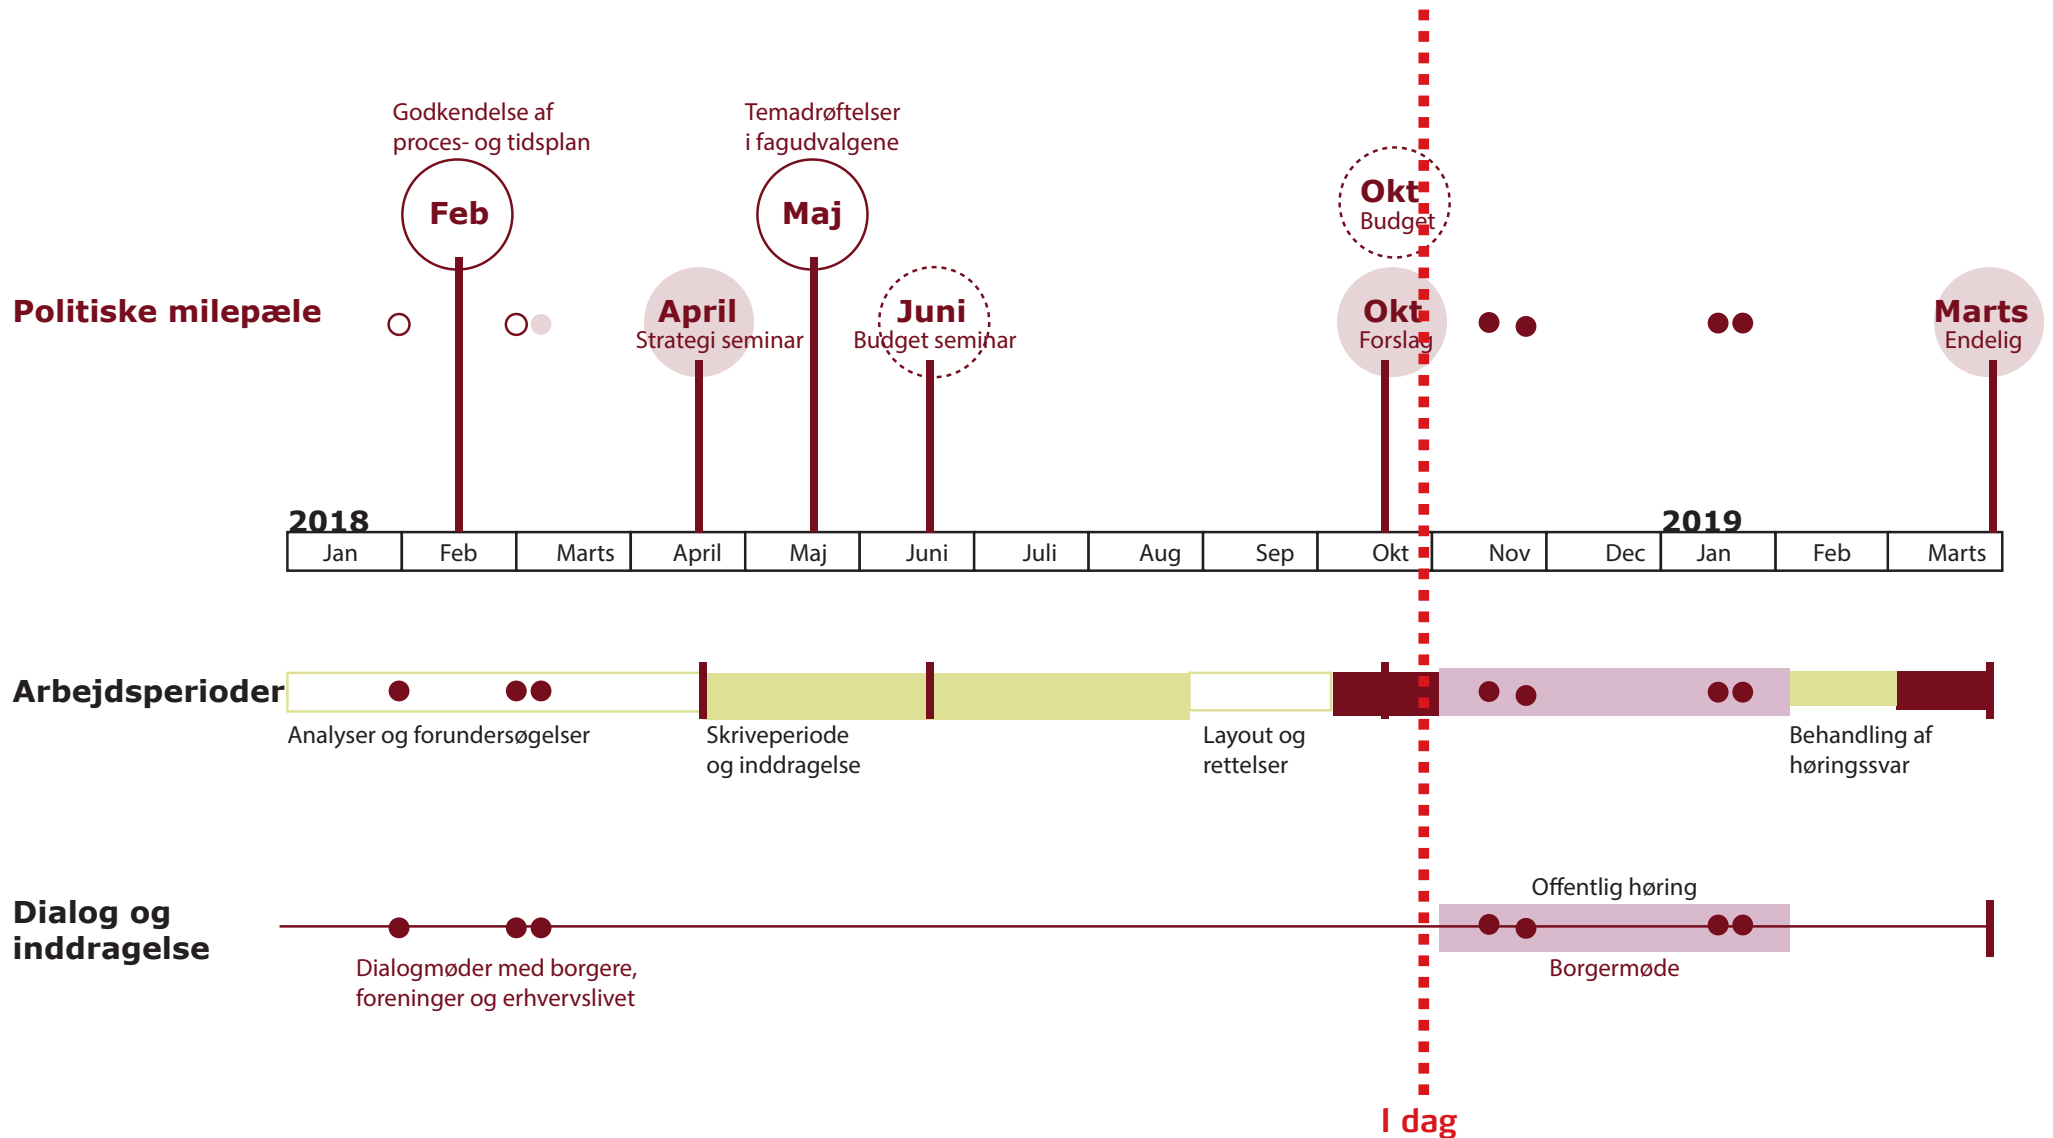 Godkendelse af
proces- og tidsplan
Temadrøftelser
i fagudvalgene
Feb
Maj
Okt
Budget
Politiske milepæle
April
Strategi seminar
Juni
Budget seminar
Okt
Forslag
Marts
Endelig
2018
2019
Jan Feb Marts April Maj Juni Juli Aug Sep Okt Nov Dec Jan Feb Marts
Arbejdsperioder
Analyser og forundersøgelser
Skriveperiode
og inddragelse
Layout og
rettelser
Behandling af
høringssvar
Dialog og
inddragelse
Offentlig høring
Dialogmøder med borgere,
foreninger og erhvervslivet
Borgermøde
I dag